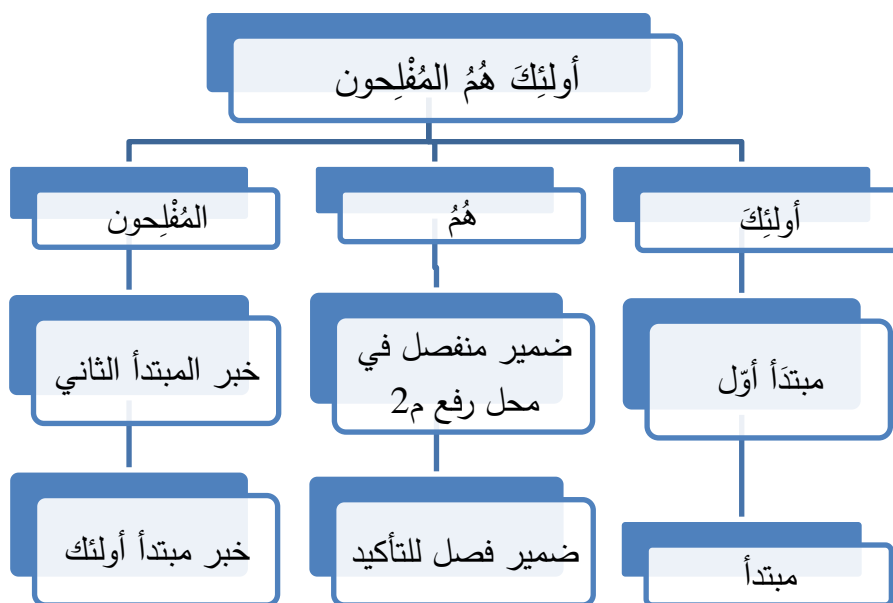 أولئِكَ هُمُ المُفْلِحون
أولئِكَ
هُمُ
المُفْلِحون
مبتدَأ أوّل
ضمير منفصل في
محل رفع م2
خبر المبتدأ الثاني
مبتدأ
ضمير فصل للتأكيد
خبر مبتدأ أولئك